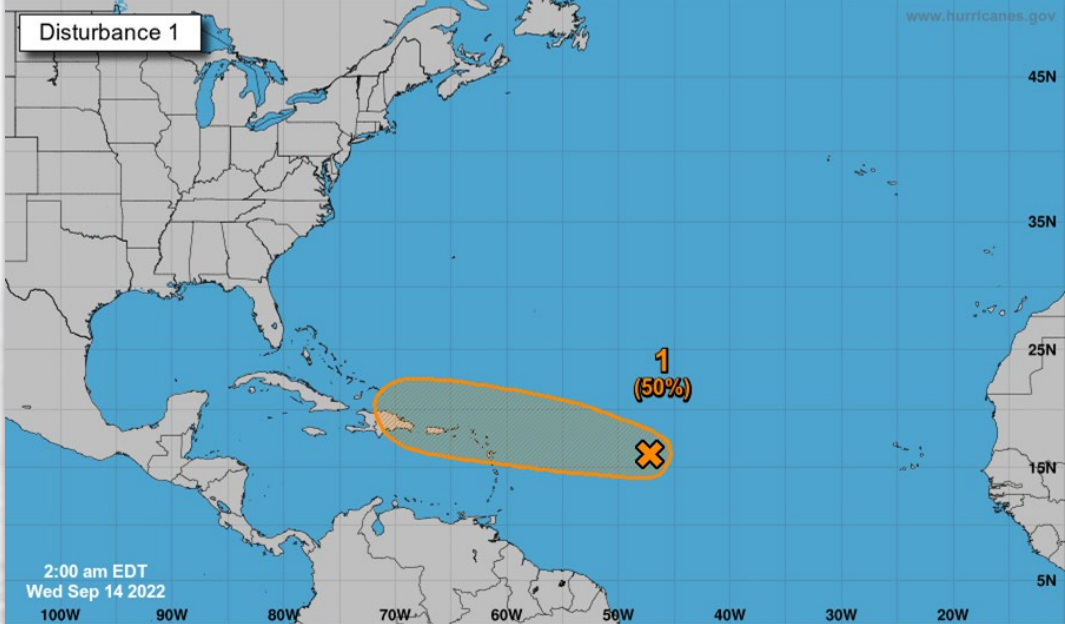 Disturbance 1
www.hurricanes.gov
45N
35N
25N
1
(50%)
15N
2:00 am EDT
Wed Sep 14 2022
5N
100W 90W 80W 70W 60W 50W 40W 30W 20W